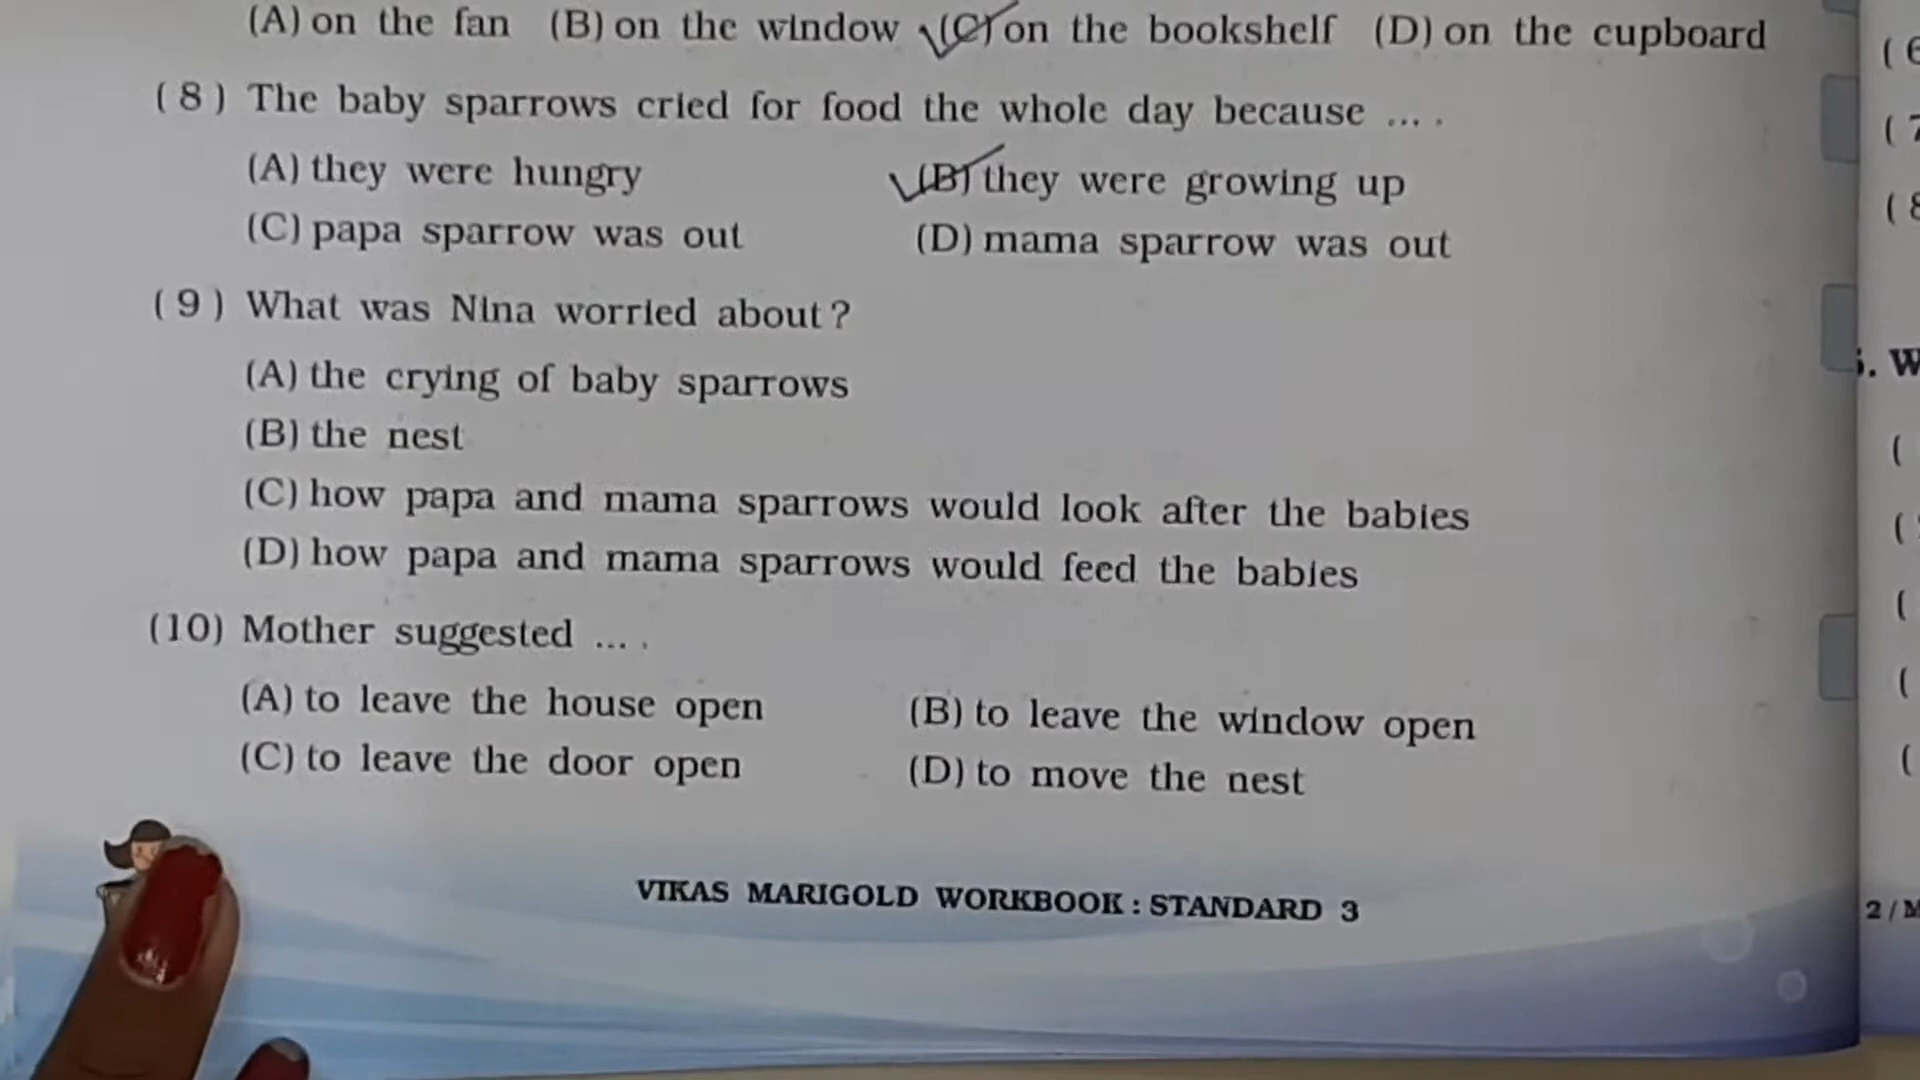 (A) on the fan (B) on the window (C) on the bookshelf (D) on the cupboard
(8) The baby sparrows cried for food the whole day because ... .
(A) they were hungry (B) they were growing up
(C) papa sparrow was out (D) mama sparrow was out
(9) What was Nina worried about?
(A) the crying of baby sparrows
(B) the nest
(C) how papa and mama sparrows would look after the babies
(D) how papa and mama sparrows would feed the babies
(10) Mother suggested ... .
(A) to leave the house open (B) to leave the window open
(C) to leave the door open (D) to move the nest
VIKAS MARIGOLD WORKBOOK : STANDARD 3